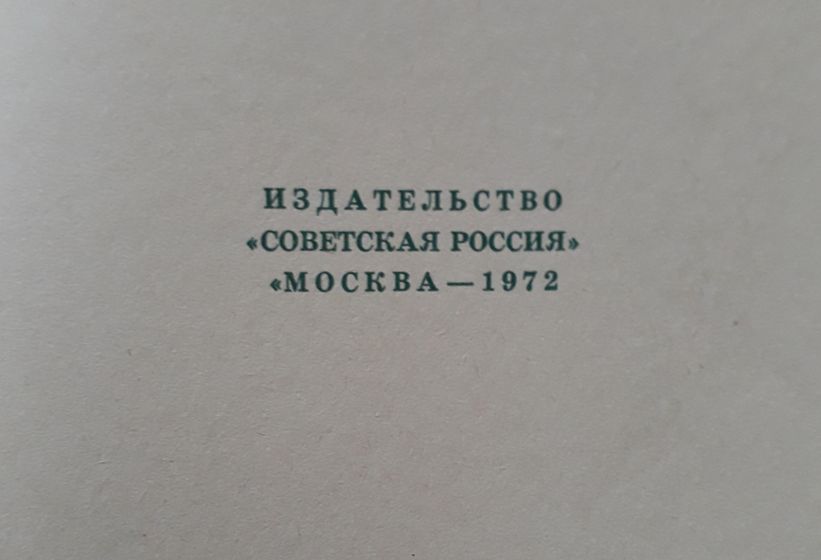 ИЗДАТЕЛЬСТВО
«СОВЕТСКАЯ РОССИЯ»
«МОСКВА — 1972